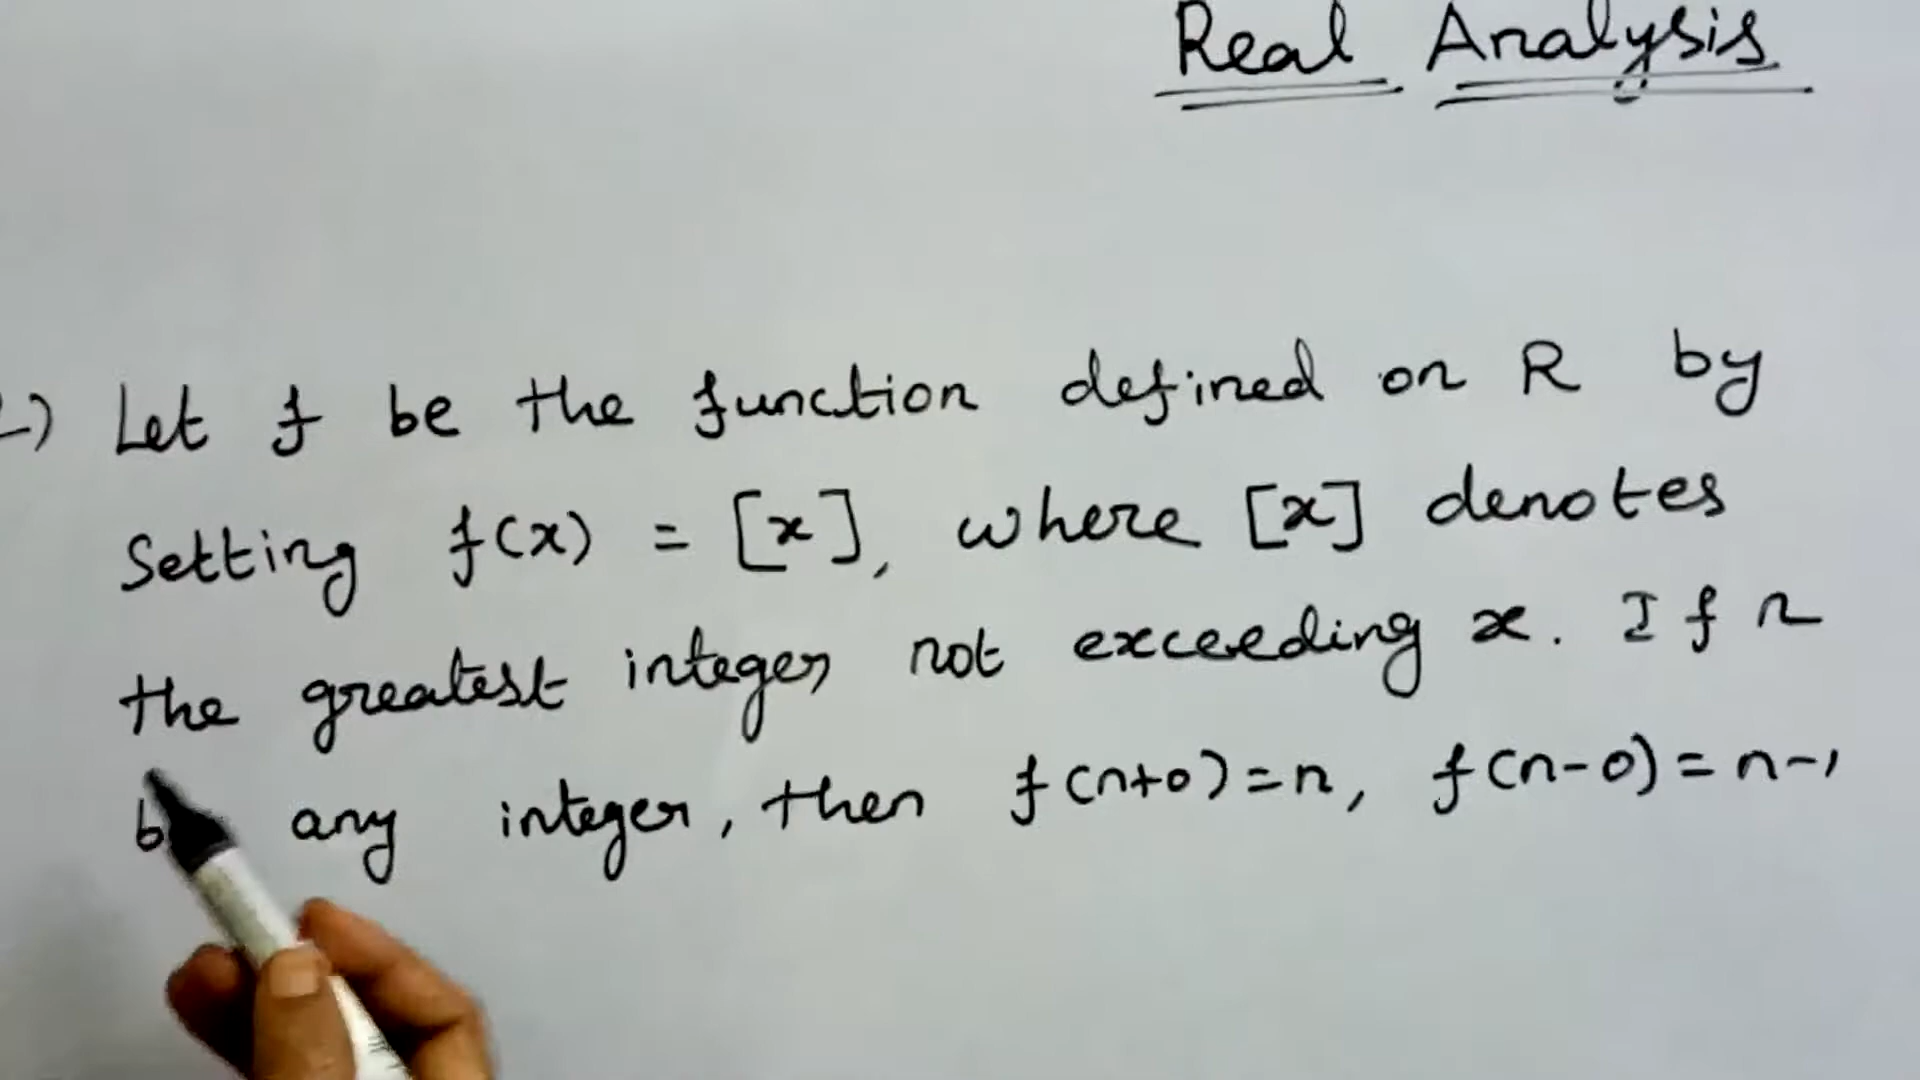 Real Analysis
Let f be the function defined on R by
Setting f(x) = [x], where [x] denotes
the greatest integer not exceeding x. If n
any integer, then f(n+0)=n, f(n-0)=n-1